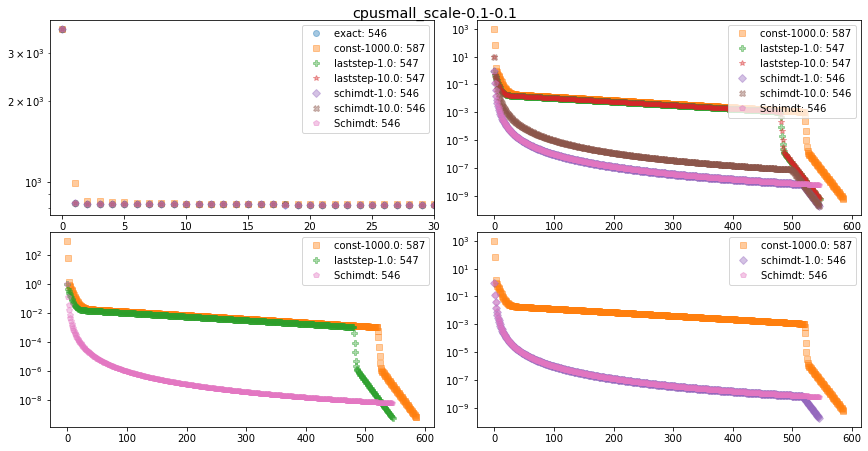 cpusmall_scale-0.1-0.1
3 × 10³
2 × 10³
10³
exact: 546
const-1000.0: 587
laststep-1.0: 547
laststep-10.0: 547
schimdt-1.0: 546
schimdt-10.0: 546
Schimdt: 546
0 5 10 15 20 25 30
10³
10¹
10⁻¹
10⁻³
10⁻⁵
10⁻⁷
10⁻⁹
const-1000.0: 587
laststep-1.0: 547
laststep-10.0: 547
schimdt-1.0: 546
schimdt-10.0: 546
Schimdt: 546
0 100 200 300 400 500 600
10²
10⁰
10⁻²
10⁻⁴
10⁻⁶
10⁻⁸
const-1000.0: 587
laststep-1.0: 547
Schimdt: 546
0 100 200 300 400 500 600
10³
10¹
10⁻¹
10⁻³
10⁻⁵
10⁻⁷
10⁻⁹
const-1000.0: 587
schimdt-1.0: 546
Schimdt: 546
0 100 200 300 400 500 600